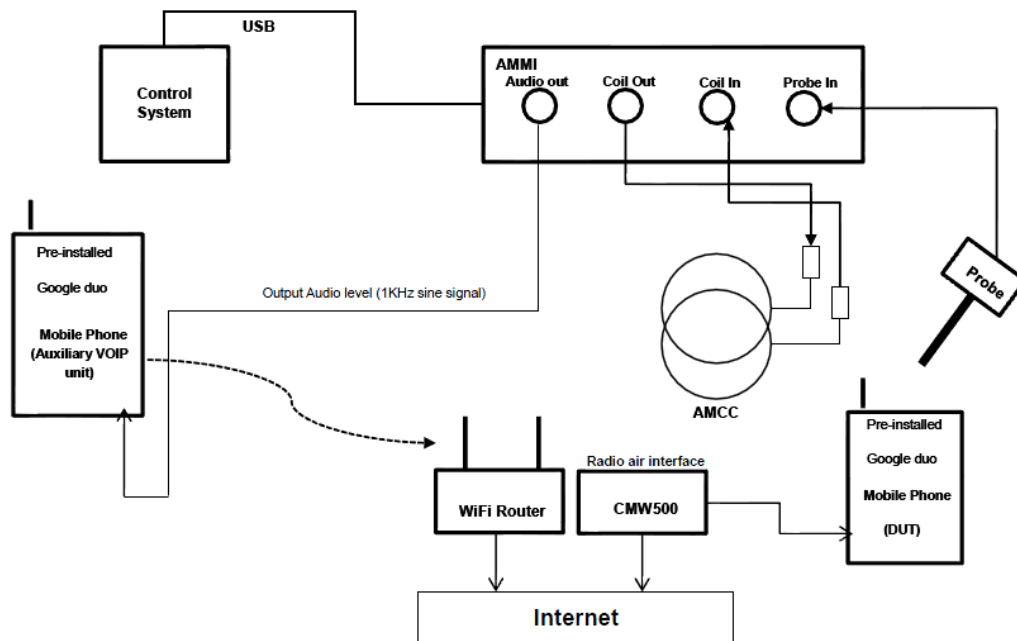 USB
Control
System
AMMI
Audio out
Coil Out
Coil In
Probe In
Pre-installed
Google duo
Mobile Phone
(Auxiliary VOIP
unit)
Output Audio level (1KHz sine signal)
Probe
AMCC
Pre-installed
Google duo
Mobile Phone
(DUT)
Radio air interface
WiFi Router
CMW500
Internet